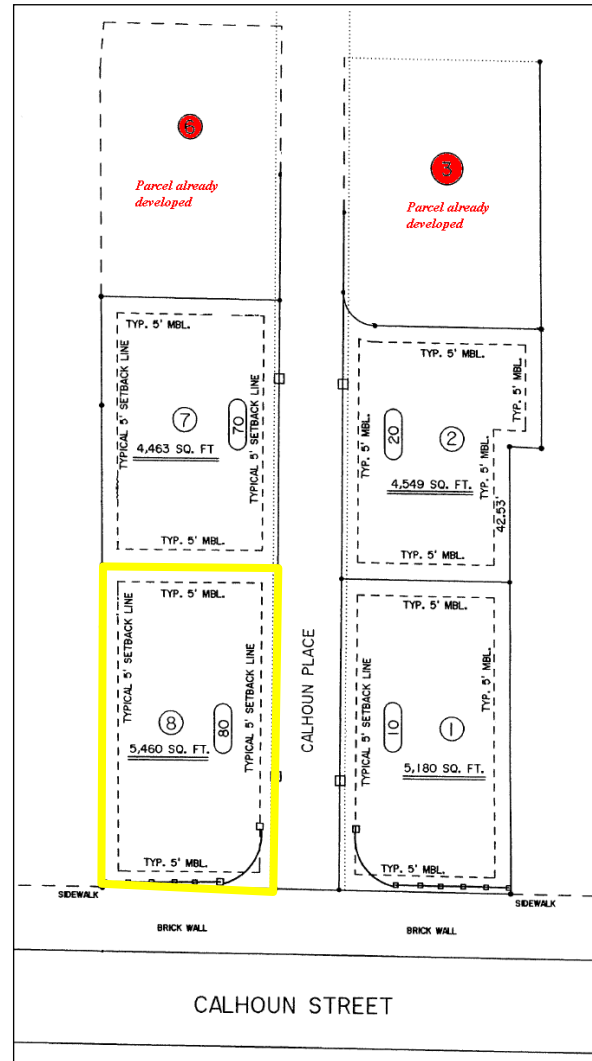 6
Parcel already
developed
3
Parcel already
developed
TYP. 5' MBL.
TYPICAL 5' SETBACK LINE
7
70
4,463 SQ. FT
TYPICAL 5' SETBACK LINE
TYP. 5' MBL.
TYP. 5' MBL.
TYP. 5' MBL.
20
2
4,549 SQ. FT.
TYP. 5' MBL.
TYP. 5' MBL.
42.53'
TYP. 5' MBL.
TYP. 5' MBL.
TYPICAL 5' SETBACK LINE
8
80
5,460 SQ. FT.
TYPICAL 5' SETBACK LINE
TYP. 5' MBL.
CALHOUN PLACE
TYP. 5' MBL.
TYPICAL 5' SETBACK LINE
10
1
5,180 SQ. FT.
TYP. 5' MBL.
TYP. 5' MBL.
SIDEWALK
SIDEWALK
BRICK WALL
BRICK WALL
CALHOUN STREET